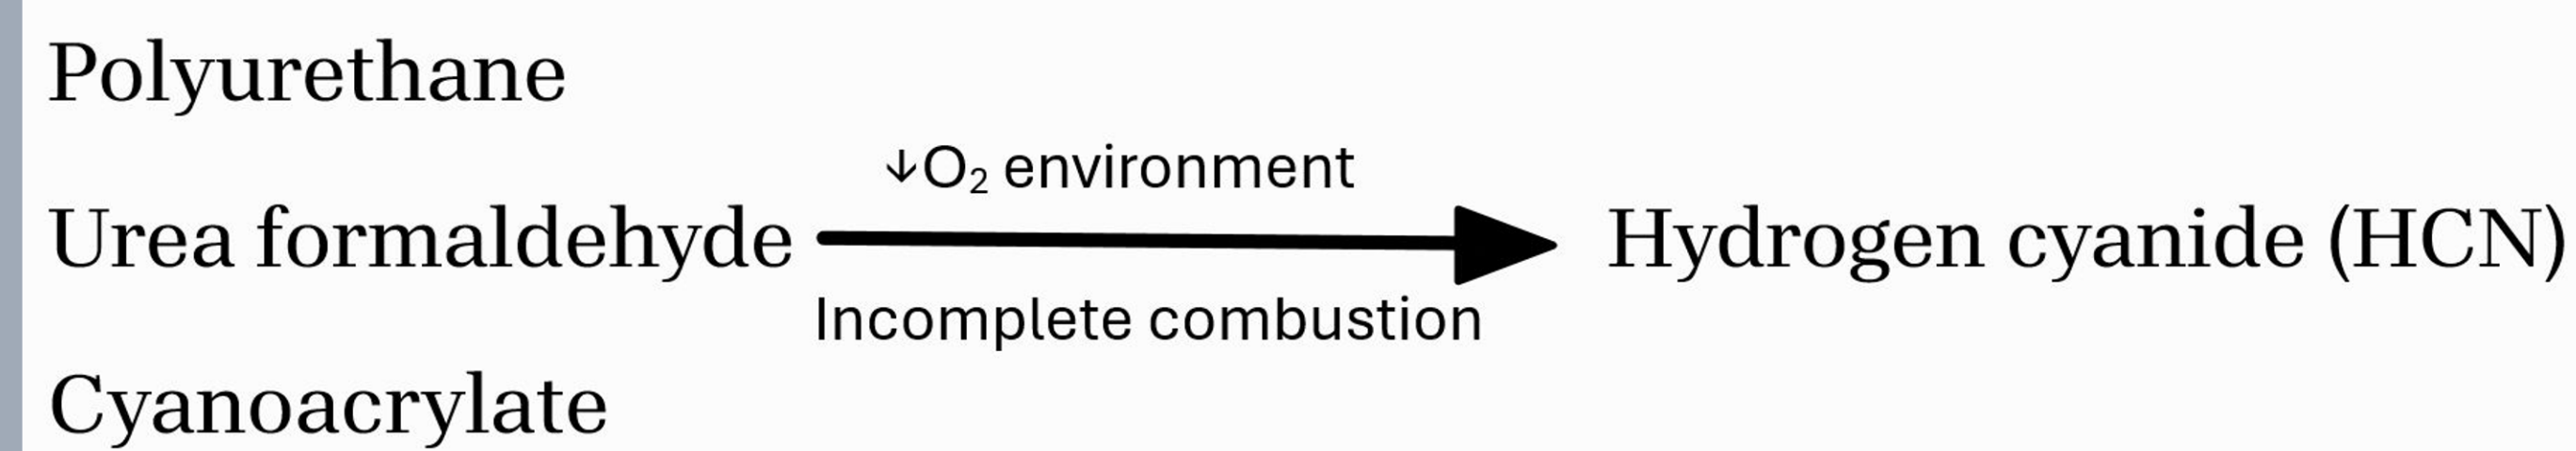 Polyurethane
↓O₂ environment
Urea formaldehyde
Hydrogen cyanide (HCN)
Incomplete combustion
Cyanoacrylate